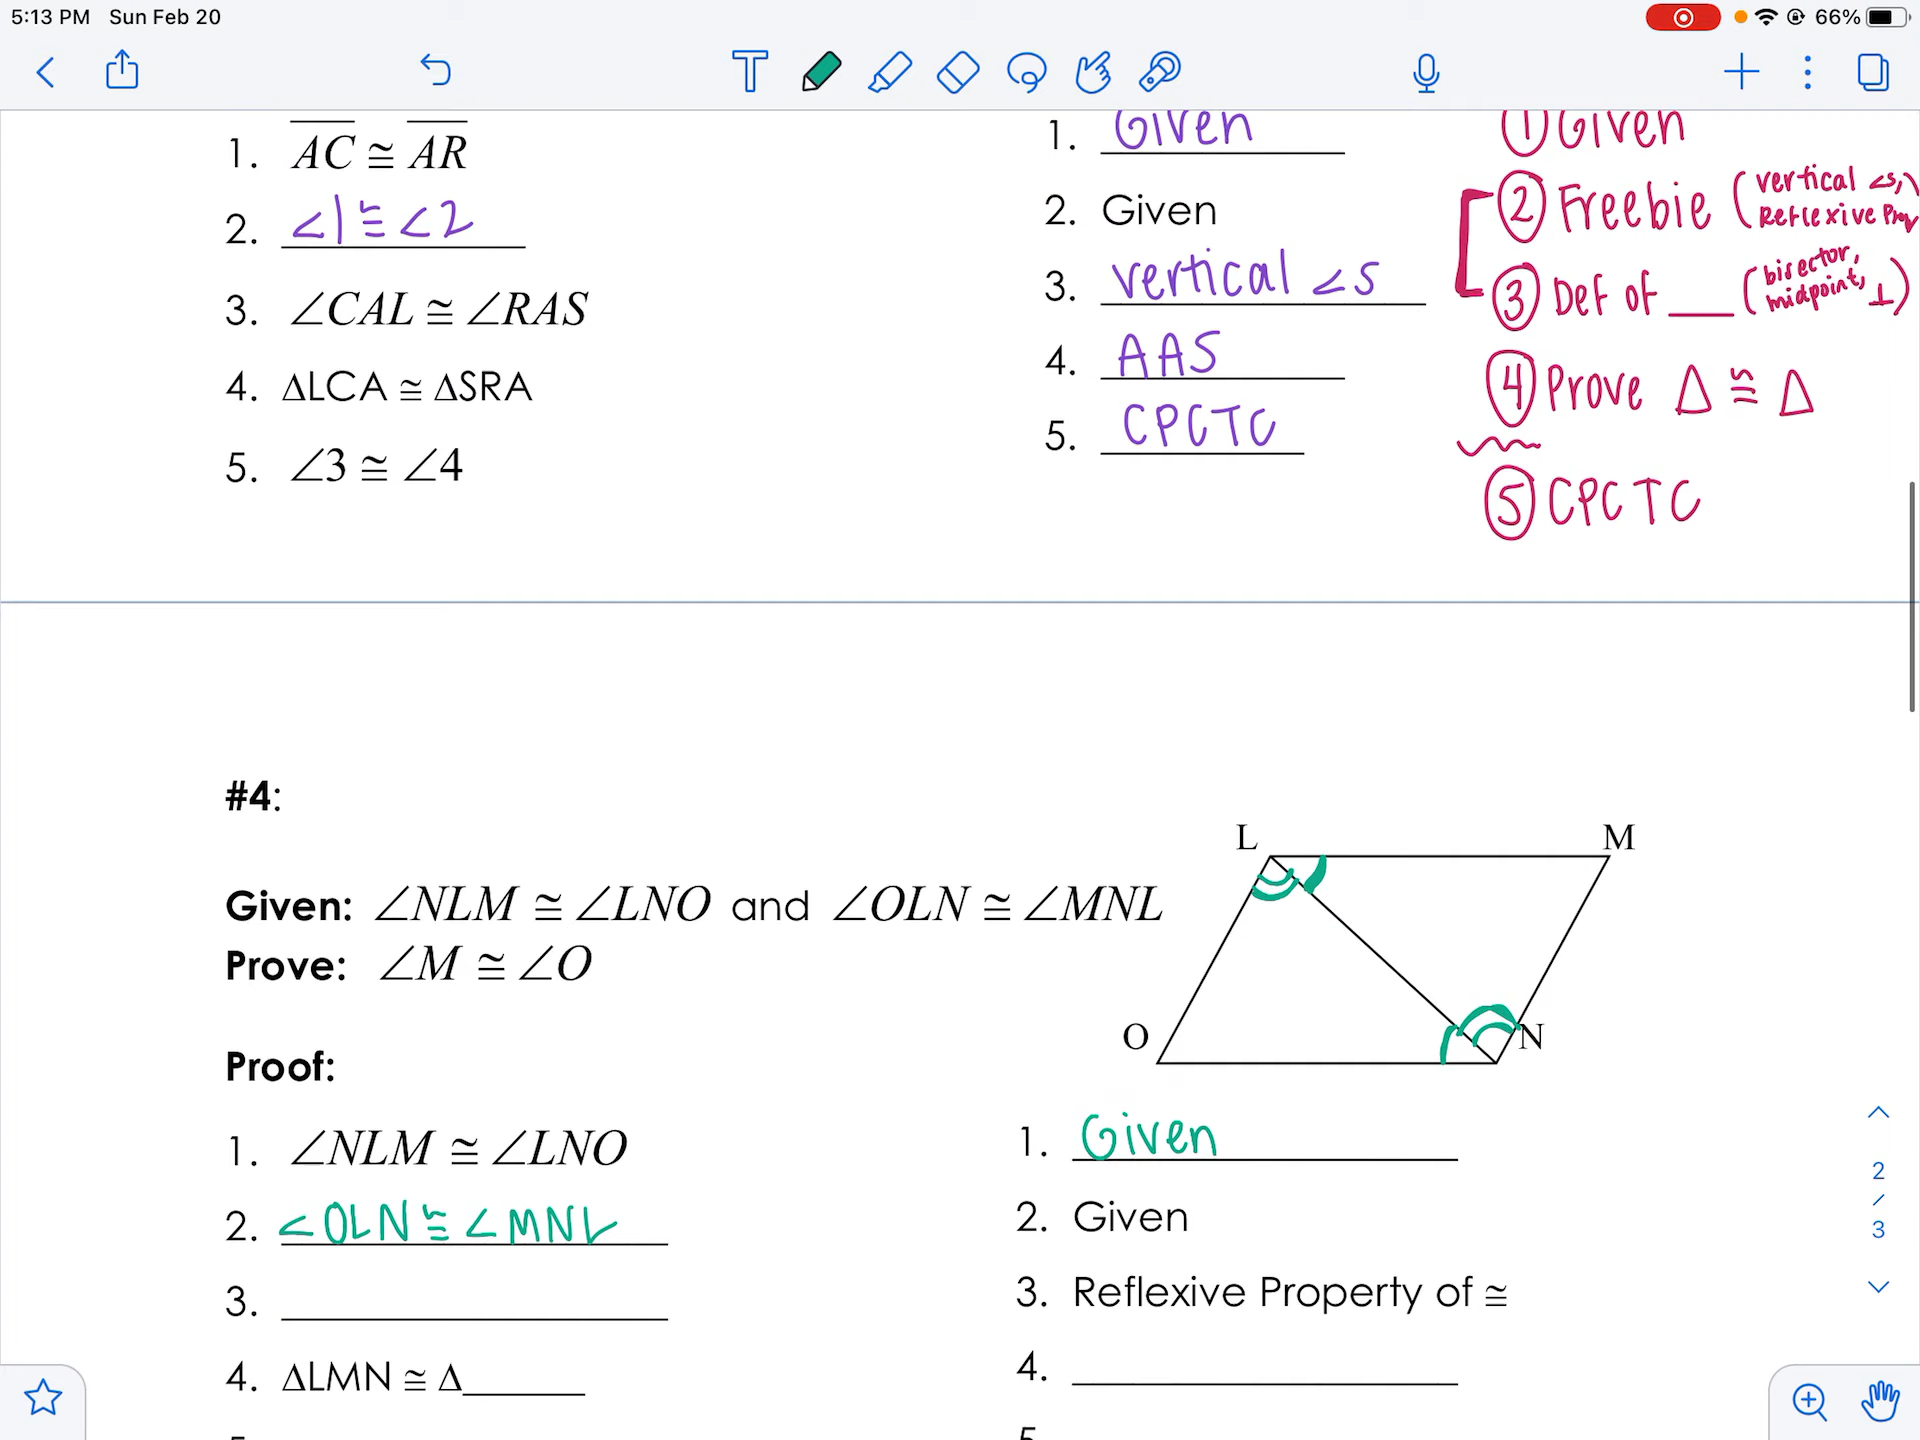 5:13 PM Sun Feb 20
66%
1. AC ≅ AR
1. Given
① Given
2. ∠1 ≅ ∠2
2. Given
② Freebie (vertical ∠s,
Reflexive Prop
3. ∠CAL ≅ ∠RAS
3. vertical ∠s
③ Def of ___ (bisector,
midpoint, ⊥)
4. ΔLCA ≅ ΔSRA
4. AAS
④ Prove Δ ≅ Δ
5. ∠3 ≅ ∠4
5. CPCTC
⑤ CPCTC
#4:
L M
Given: ∠NLM ≅ ∠LNO and ∠OLN ≅ ∠MNL
Prove: ∠M ≅ ∠O
O N
Proof:
1. ∠NLM ≅ ∠LNO
1. Given
2. ∠OLN ≅ ∠MNL
2. Given
3. ______
3. Reflexive Property of ≅
4. ΔLMN ≅ Δ______
4. ______
2
/
3